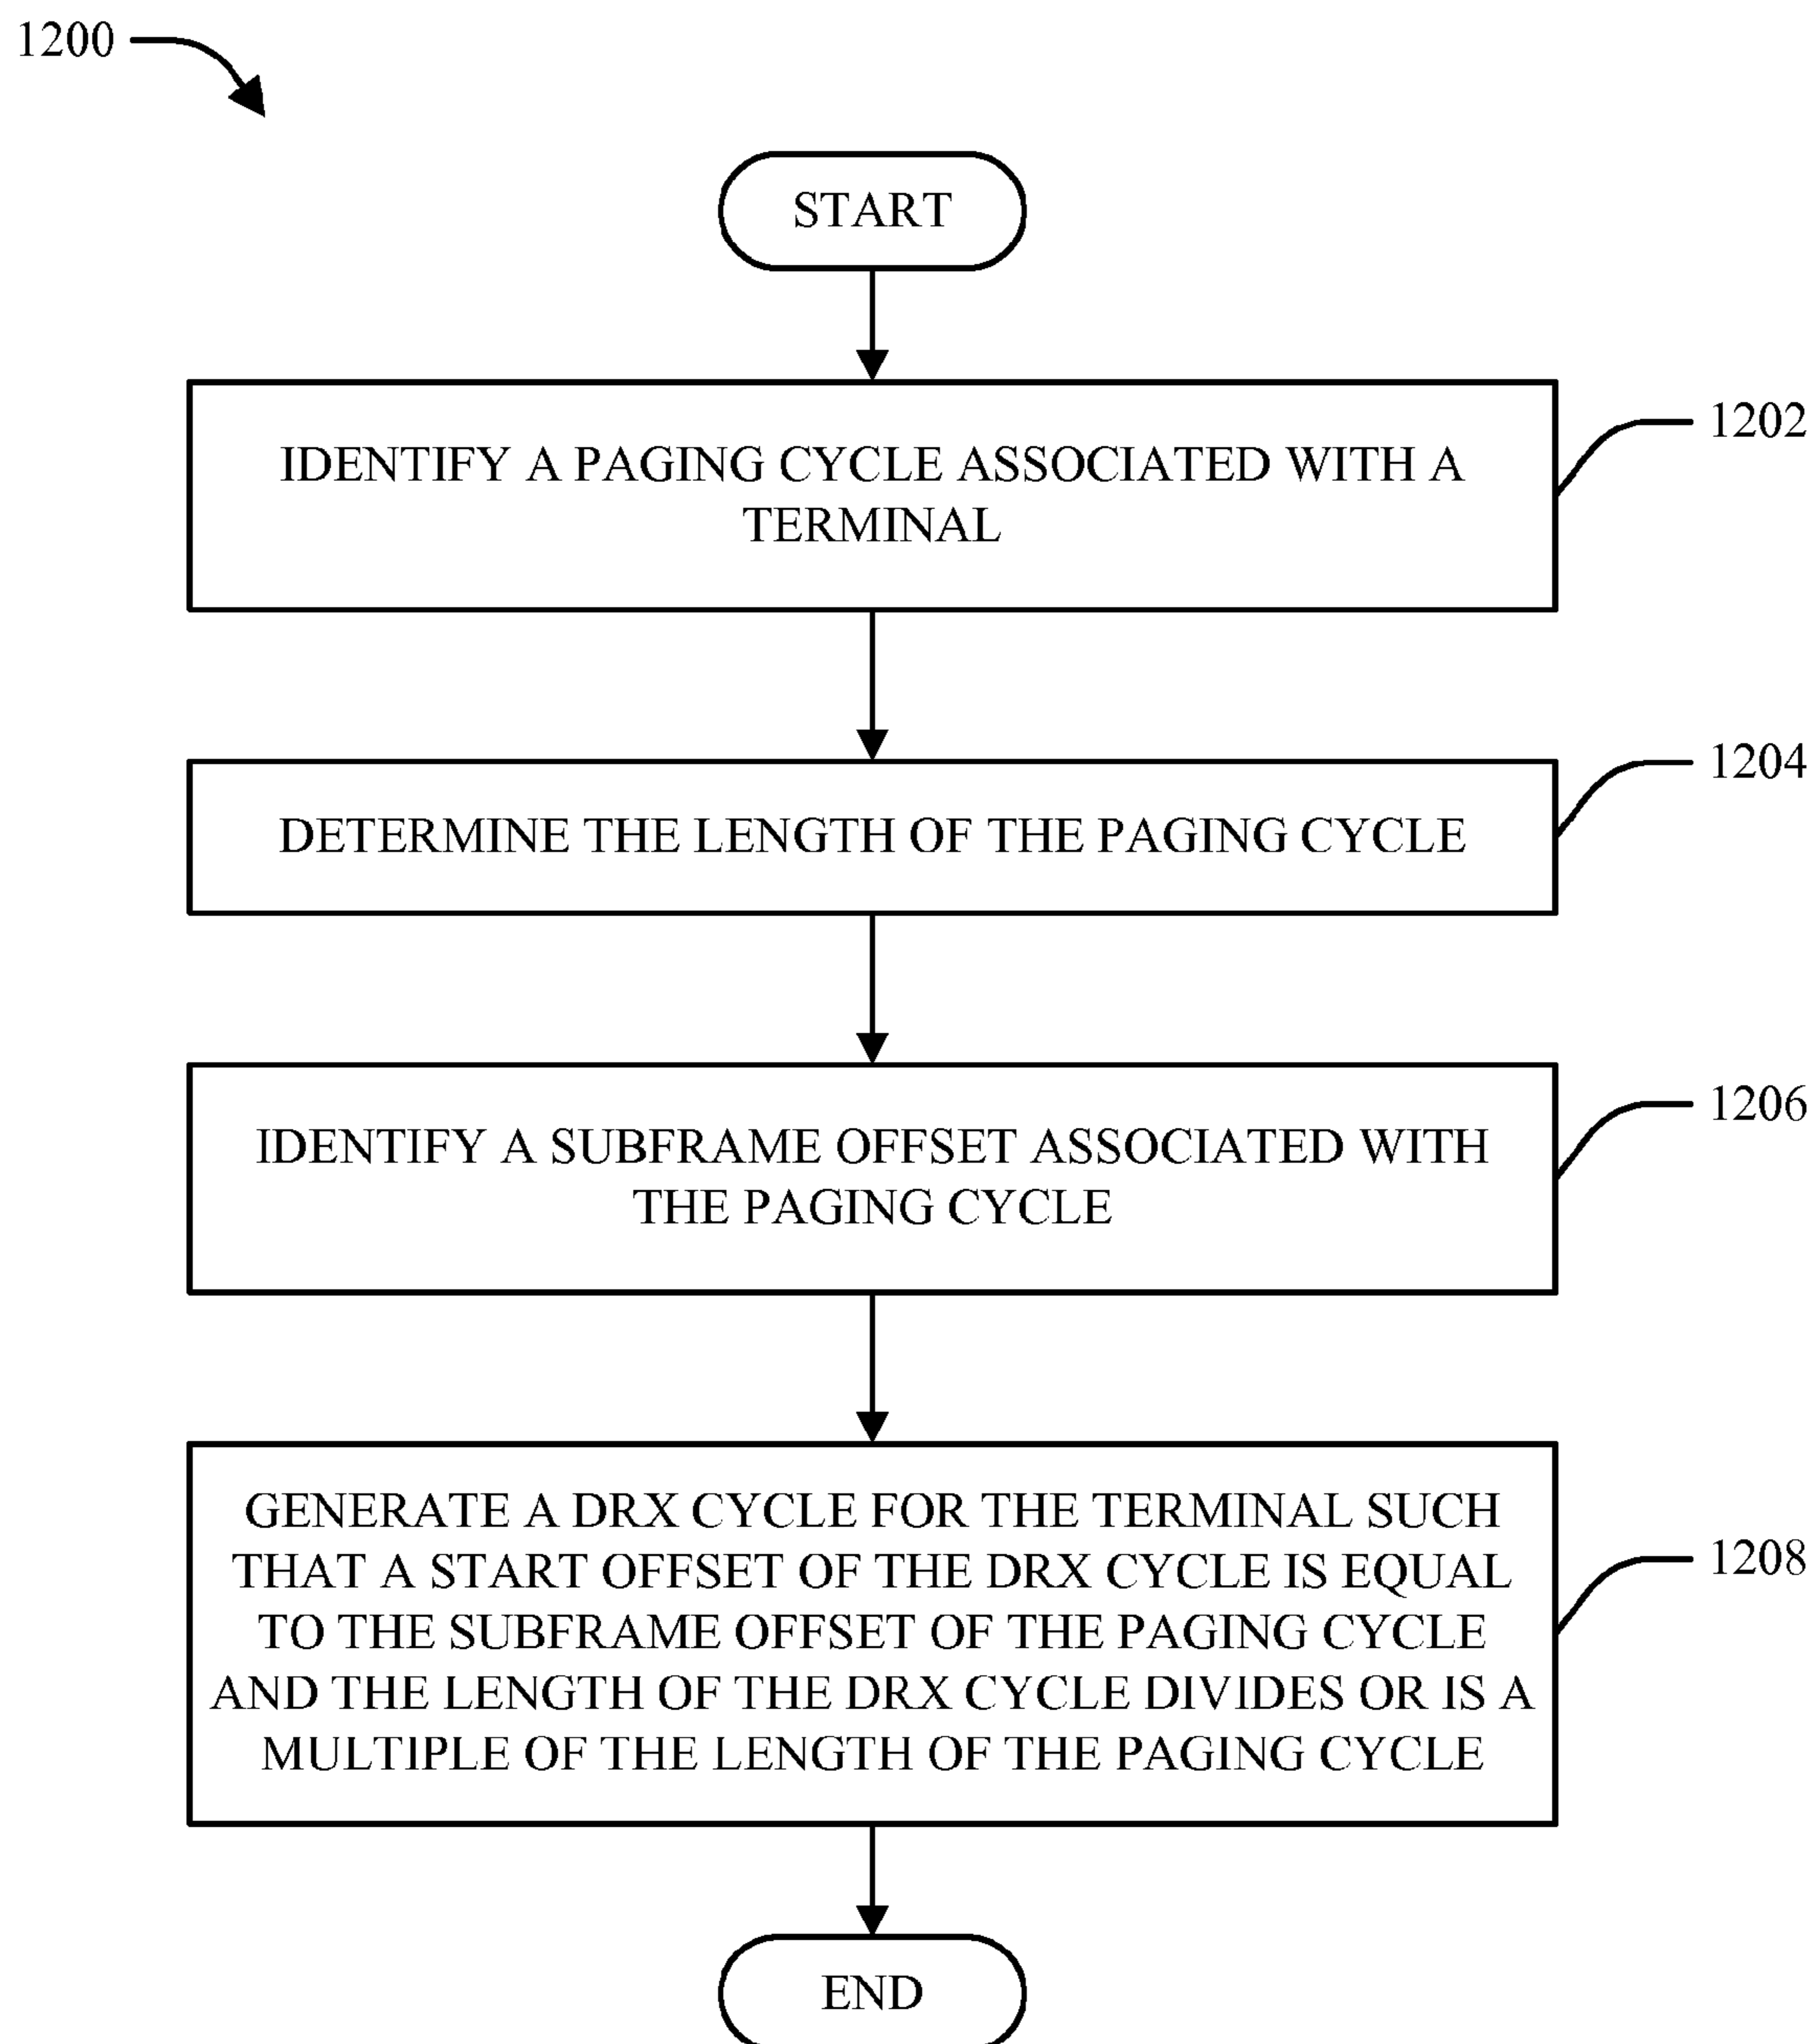 1200
START
IDENTIFY A PAGING CYCLE ASSOCIATED WITH A
TERMINAL
1202
DETERMINE THE LENGTH OF THE PAGING CYCLE
1204
IDENTIFY A SUBFRAME OFFSET ASSOCIATED WITH
THE PAGING CYCLE
1206
GENERATE A DRX CYCLE FOR THE TERMINAL SUCH
THAT A START OFFSET OF THE DRX CYCLE IS EQUAL
TO THE SUBFRAME OFFSET OF THE PAGING CYCLE
AND THE LENGTH OF THE DRX CYCLE DIVIDES OR IS A
MULTIPLE OF THE LENGTH OF THE PAGING CYCLE
1208
END